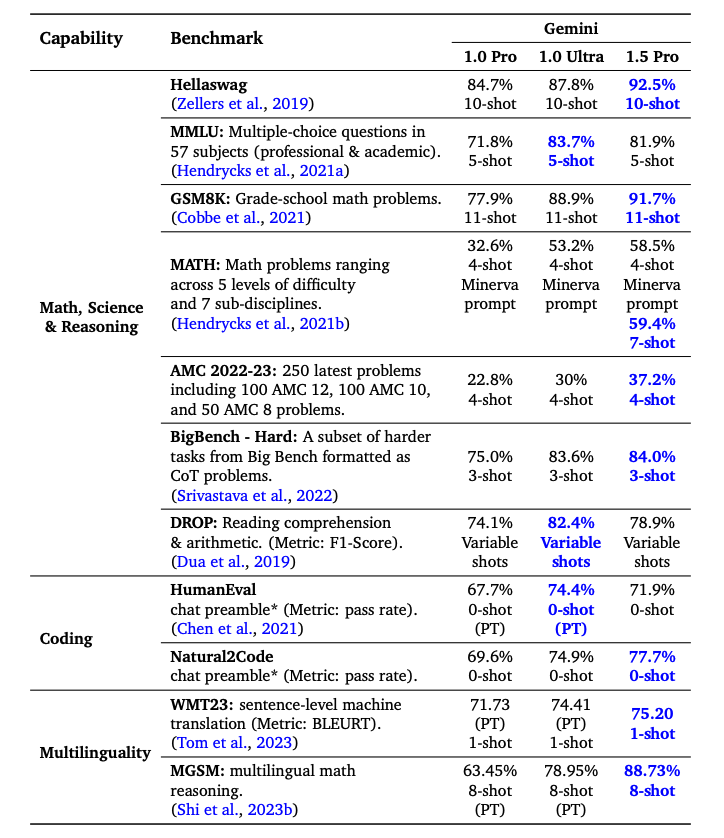 Capability Benchmark Gemini
1.0 Pro 1.0 Ultra 1.5 Pro
Math, Science
& Reasoning
Hellaswag
(Zellers et al., 2019)
84.7%
10-shot
87.8%
10-shot
92.5%
10-shot
MMLU: Multiple-choice questions in
57 subjects (professional & academic).
(Hendrycks et al., 2021a)
71.8%
5-shot
83.7%
5-shot
81.9%
5-shot
GSM8K: Grade-school math problems.
(Cobbe et al., 2021)
77.9%
11-shot
88.9%
11-shot
91.7%
11-shot
MATH: Math problems ranging
across 5 levels of difficulty
and 7 sub-disciplines.
(Hendrycks et al., 2021b)
32.6%
4-shot
Minerva
prompt
53.2%
4-shot
Minerva
prompt
58.5%
4-shot
Minerva
prompt
59.4%
7-shot
AMC 2022-23: 250 latest problems
including 100 AMC 12, 100 AMC 10,
and 50 AMC 8 problems.
22.8%
4-shot
30%
4-shot
37.2%
4-shot
BigBench - Hard: A subset of harder
tasks from Big Bench formatted as
CoT problems.
(Srivastava et al., 2022)
75.0%
3-shot
83.6%
3-shot
84.0%
3-shot
DROP: Reading comprehension
& arithmetic. (Metric: F1-Score).
(Dua et al., 2019)
74.1%
Variable
shots
82.4%
Variable
shots
78.9%
Variable
shots
Coding
HumanEval
chat preamble* (Metric: pass rate).
(Chen et al., 2021)
67.7%
0-shot
(PT)
74.4%
0-shot
(PT)
71.9%
0-shot
Natural2Code
chat preamble* (Metric: pass rate).
69.6%
0-shot
74.9%
0-shot
77.7%
0-shot
Multilinguality
WMT23: sentence-level machine
translation (Metric: BLEURT).
(Tom et al., 2023)
71.73
(PT)
1-shot
74.41
(PT)
1-shot
75.20
1-shot
MGSM: multilingual math
reasoning.
(Shi et al., 2023b)
63.45%
8-shot
(PT)
78.95%
8-shot
(PT)
88.73%
8-shot